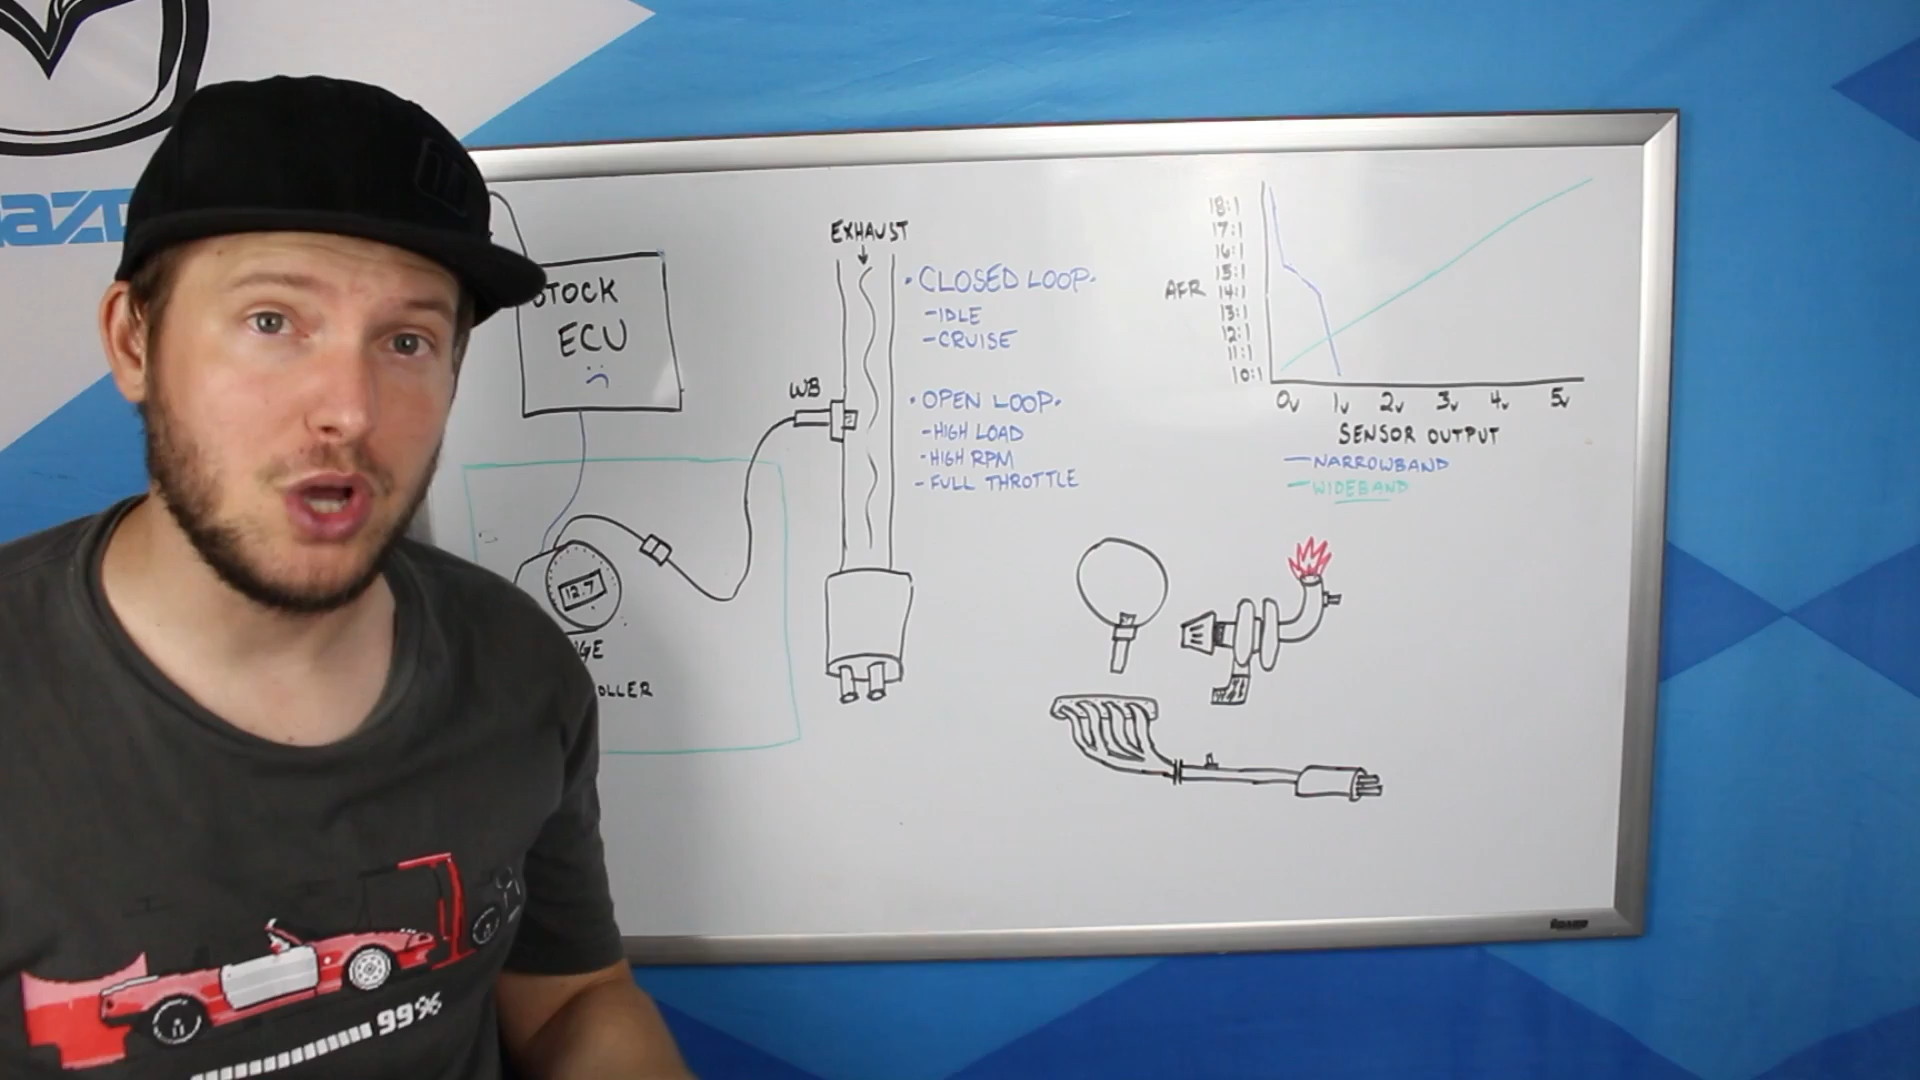 STOCK
ECU
EXHAUST
WB
•CLOSED LOOP•
-IDLE
-CRUISE
•OPEN LOOP•
-HIGH LOAD
-HIGH RPM
-FULL THROTTLE
12.7
18:1
17:1
16:1
15:1
AFR 14:1
13:1
12:1
11:1
10:1
0v 1v 2v 3v 4v 5v
SENSOR OUTPUT
—NARROWBAND
—WIDEBAND
99%